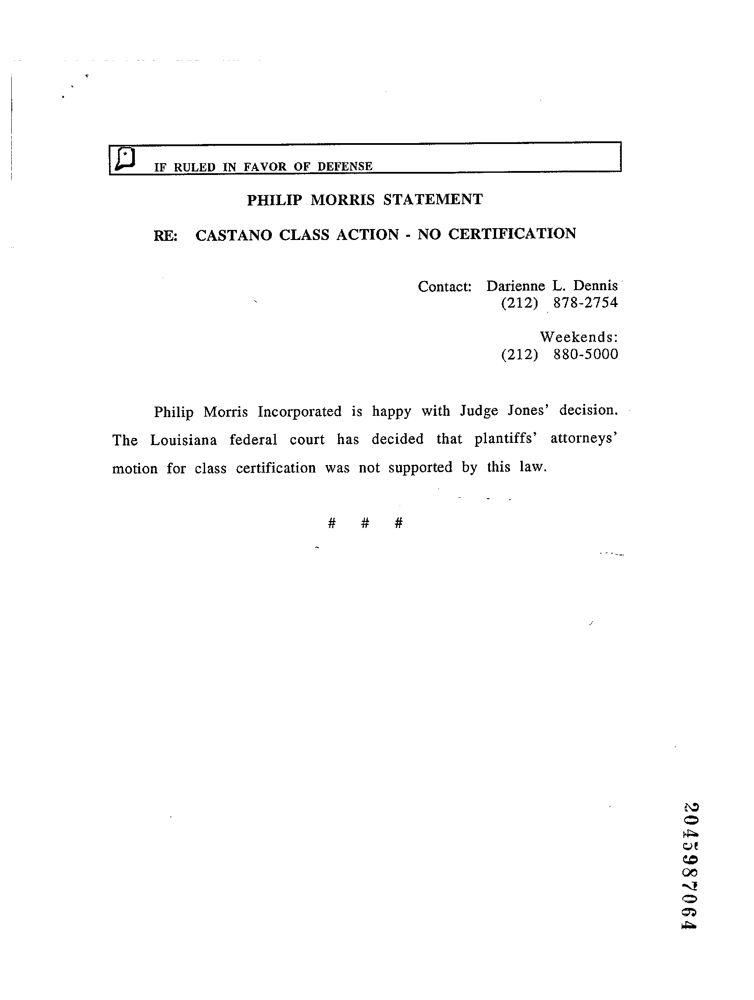 IF RULED IN FAVOR OF DEFENSE
PHILIP MORRIS STATEMENT
RE: CASTANO CLASS ACTION - NO CERTIFICATION
Contact: Darienne L. Dennis
(212) 878-2754
Weekends:
(212) 880-5000
Philip Morris Incorporated is happy with Judge Jones' decision.
The Louisiana federal court has decided that plantiffs' attorneys'
motion for class certification was not supported by this law.
# # #
2045987064